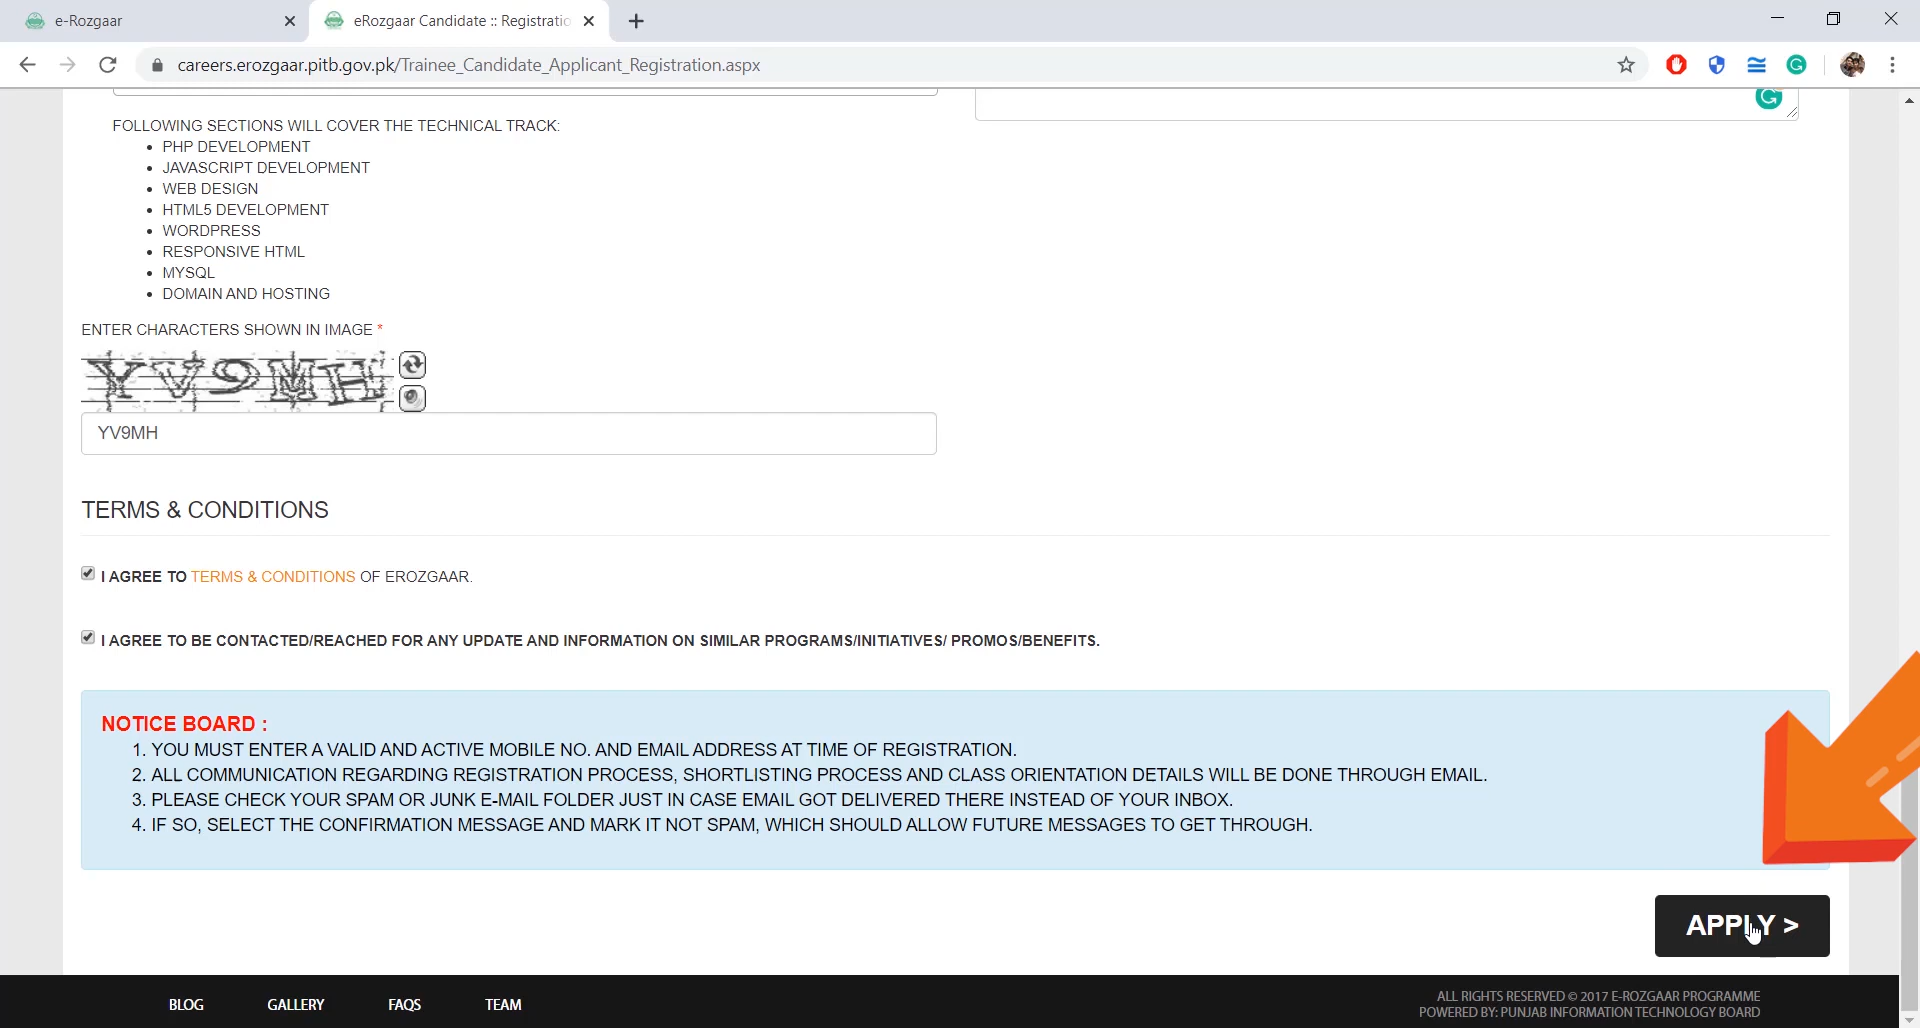 e-Rozgaar
eRozgaar Candidate :: Registratio
careers.erozgaar.pitb.gov.pk/Trainee_Candidate_Applicant_Registration.aspx
FOLLOWING SECTIONS WILL COVER THE TECHNICAL TRACK:
• PHP DEVELOPMENT
• JAVASCRIPT DEVELOPMENT
• WEB DESIGN
• HTML5 DEVELOPMENT
• WORDPRESS
• RESPONSIVE HTML
• MYSQL
• DOMAIN AND HOSTING
ENTER CHARACTERS SHOWN IN IMAGE *
YV9MH
YV9MH
TERMS & CONDITIONS
I AGREE TO TERMS & CONDITIONS OF EROZGAAR.
I AGREE TO BE CONTACTED/REACHED FOR ANY UPDATE AND INFORMATION ON SIMILAR PROGRAMS/INITIATIVES/ PROMOS/BENEFITS.
NOTICE BOARD :
1. YOU MUST ENTER A VALID AND ACTIVE MOBILE NO. AND EMAIL ADDRESS AT TIME OF REGISTRATION.
2. ALL COMMUNICATION REGARDING REGISTRATION PROCESS, SHORTLISTING PROCESS AND CLASS ORIENTATION DETAILS WILL BE DONE THROUGH EMAIL.
3. PLEASE CHECK YOUR SPAM OR JUNK E-MAIL FOLDER JUST IN CASE EMAIL GOT DELIVERED THERE INSTEAD OF YOUR INBOX.
4. IF SO, SELECT THE CONFIRMATION MESSAGE AND MARK IT NOT SPAM, WHICH SHOULD ALLOW FUTURE MESSAGES TO GET THROUGH.
APPLY >
BLOG GALLERY FAQS TEAM
ALL RIGHTS RESERVED © 2017 E-ROZGAAR PROGRAMME
POWERED BY: PUNJAB INFORMATION TECHNOLOGY BOARD